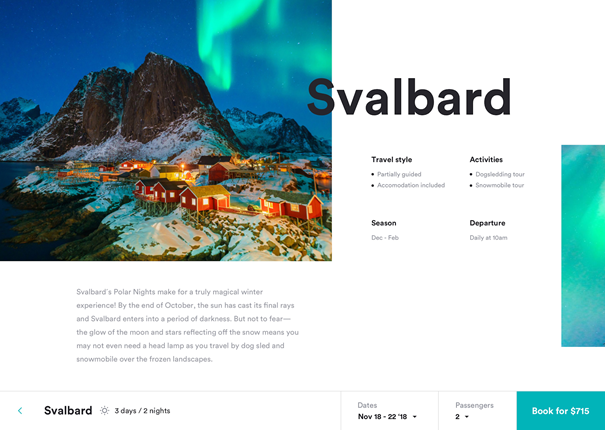 Svalbard
Travel style
Partially guided
Accomodation included
Activities
Dogsledding tour
Snowmobile tour
Season
Dec - Feb
Departure
Daily at 10am
Svalbard's Polar Nights make for a truly magical winter
experience! By the end of October, the sun has cast its final rays
and Svalbard enters into a period of darkness. But not to fear—
the glow of the moon and stars reflecting off the snow means you
may not even need a head lamp as you travel by dog sled and
snowmobile over the frozen landscapes.
Svalbard
3 days / 2 nights
Dates
Nov 18 - 22 '18
Passengers
2
Book for $715